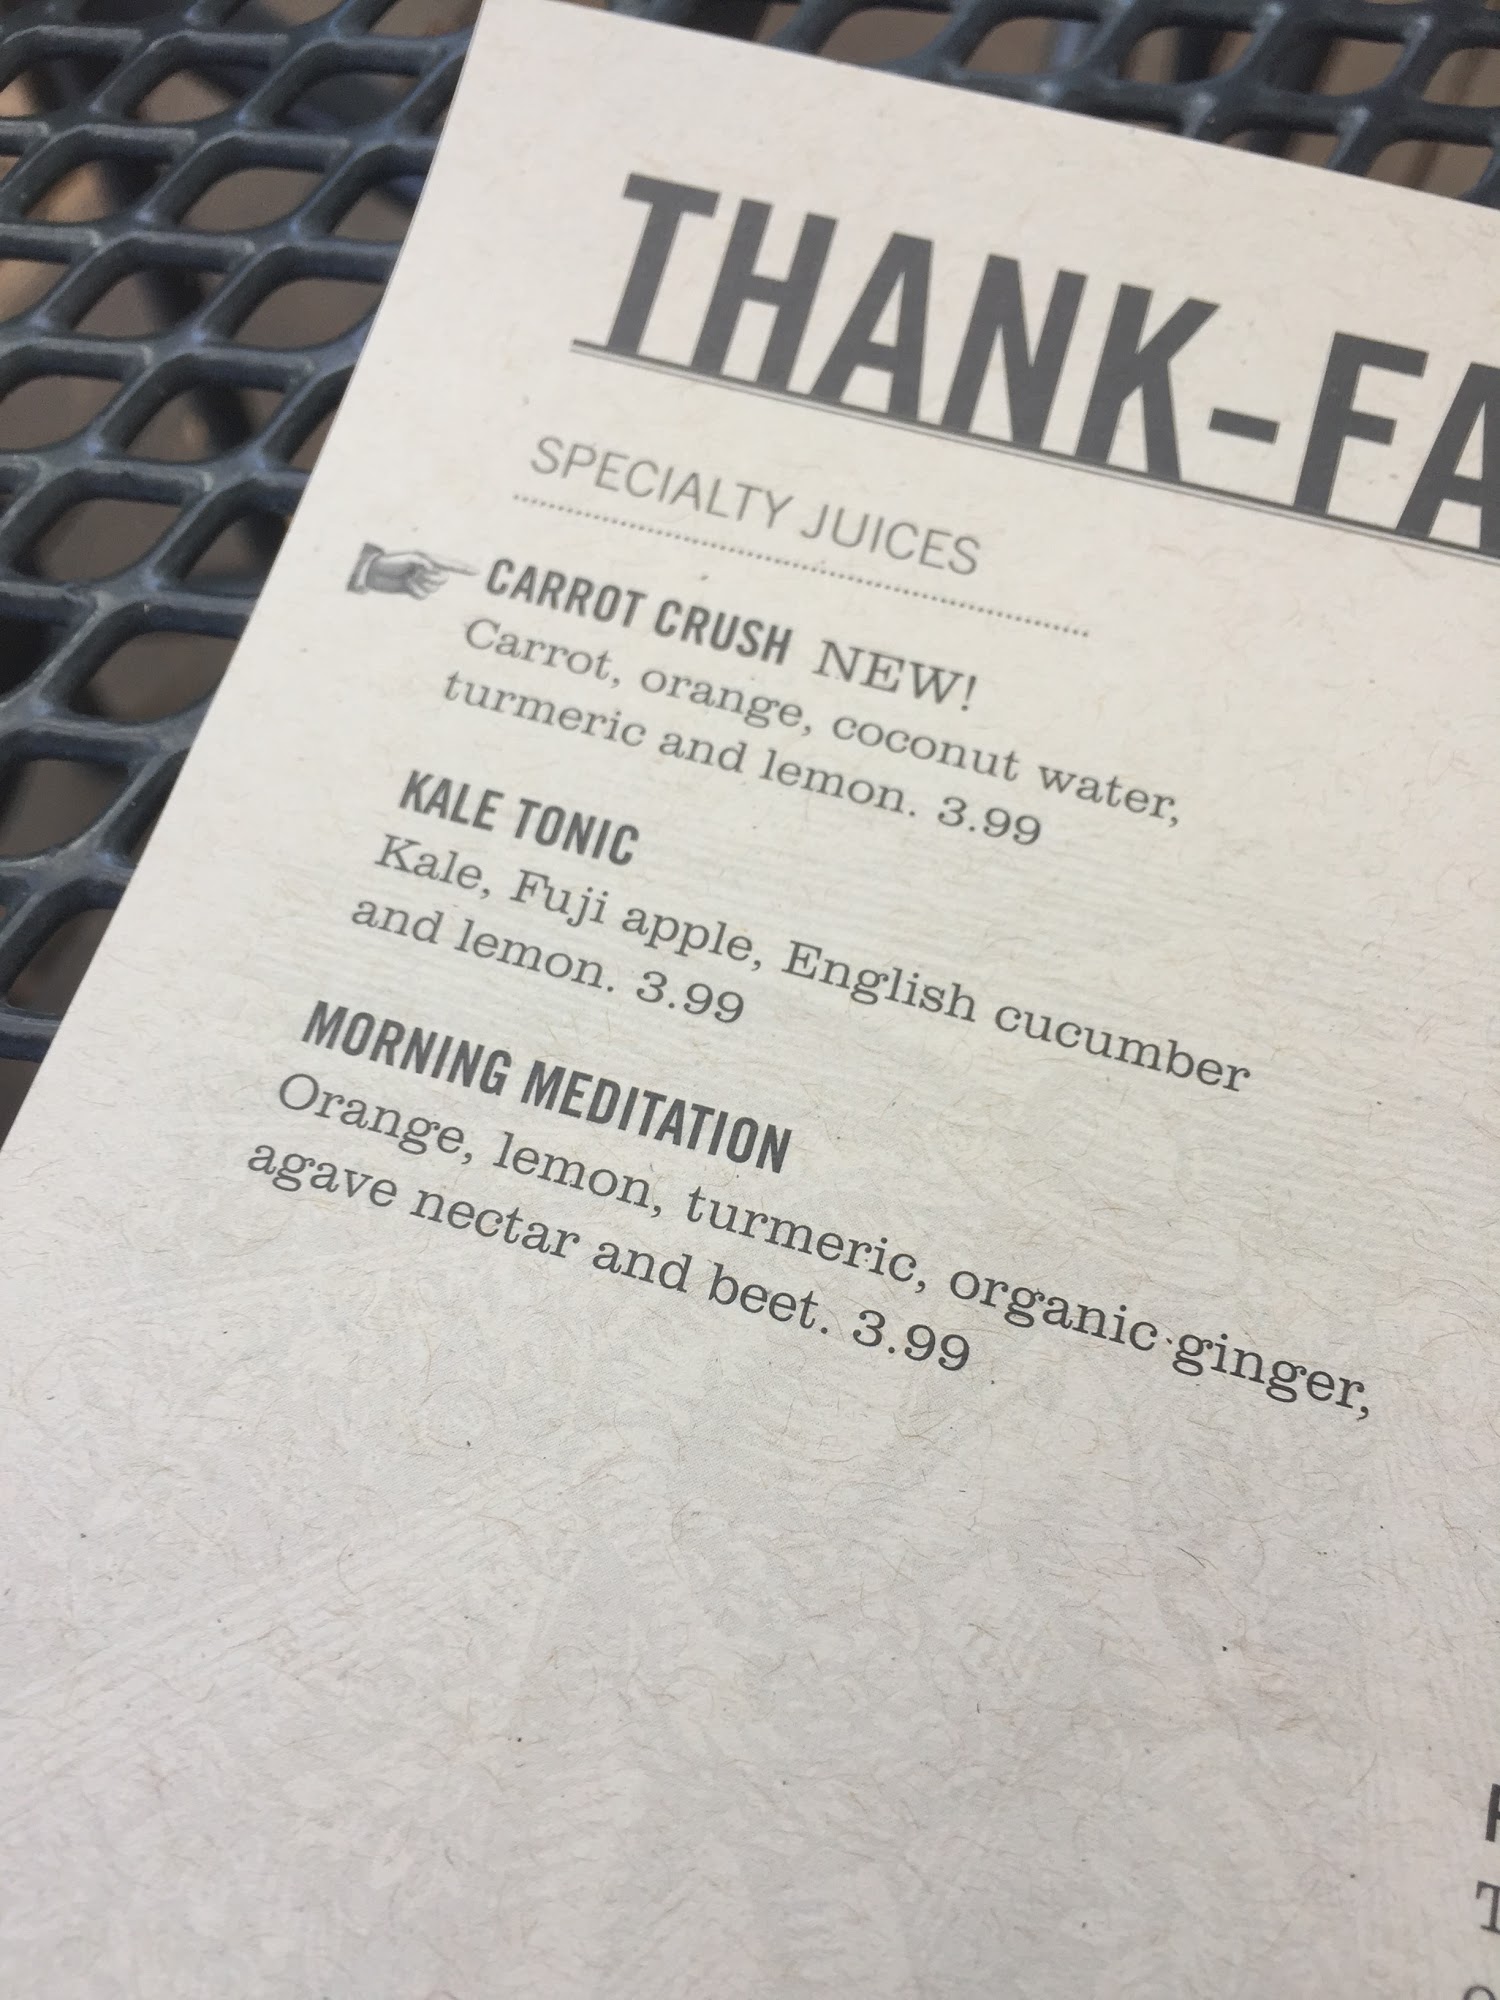 THANK-FA
SPECIALTY JUICES
CARROT CRUSH NEW!
Carrot, orange, coconut water,
turmeric and lemon. 3.99
KALE TONIC
Kale, Fuji apple, English cucumber
and lemon. 3.99
MORNING MEDITATION
Orange, lemon, turmeric, organic ginger,
agave nectar and beet. 3.99